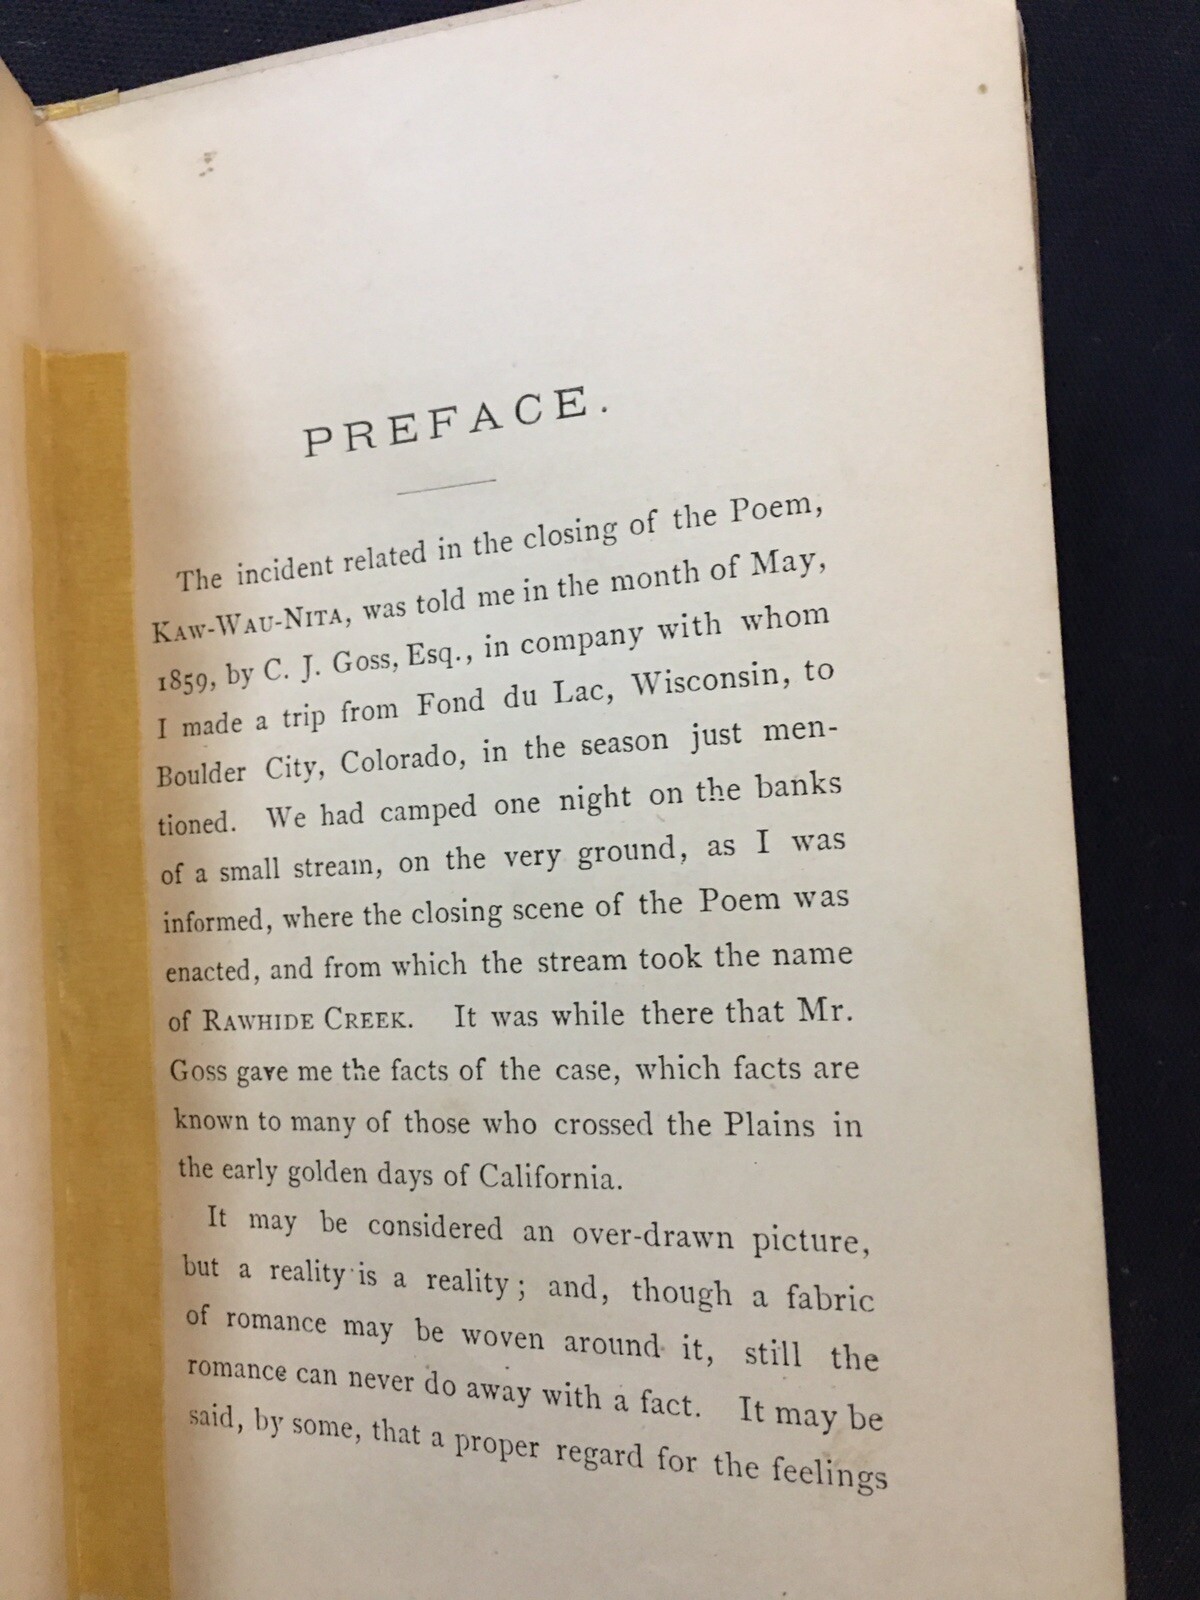 PREFACE.
The incident related in the closing of the Poem,
KAW-WAU-NITA, was told me in the month of May,
1859, by C. J. Goss, Esq., in company with whom
I made a trip from Fond du Lac, Wisconsin, to
Boulder City, Colorado, in the season just men-
tioned. We had camped one night on the banks
of a small stream, on the very ground, as I was
informed, where the closing scene of the Poem was
enacted, and from which the stream took the name
of RAWHIDE CREEK. It was while there that Mr.
Goss gave me the facts of the case, which facts are
known to many of those who crossed the Plains in
the early golden days of California.
It may be considered an over-drawn picture,
but a reality is a reality; and, though a fabric
of romance may be woven around it, still the
romance can never do away with a fact. It may be
said, by some, that a proper regard for the feelings